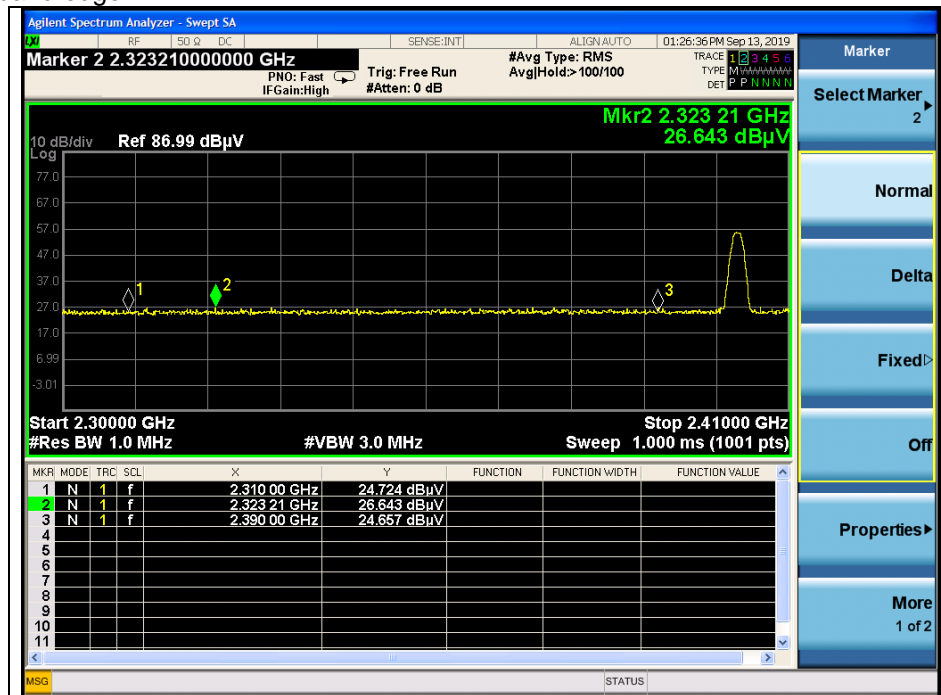 Agilent Spectrum Analyzer - Swept SA
LXI RF 50 Ω DC SENSE:INT ALIGNAUTO 01:26:36 PM Sep 13, 2019
Marker 2 2.323210000000 GHz
PNO: Fast
IFGain:High
Trig: Free Run
#Atten: 0 dB
#Avg Type: RMS
Avg|Hold:>100/100
TRACE 1 2 3 4 5 6
TYPE M
DET P P N N N N
Mkr2 2.323 21 GHz
26.643 dBµV
10 dB/div Ref 86.99 dBµV
Log
77.0
67.0
57.0
47.0
37.0
27.0
17.0
6.99
-3.01
1
2
3
Start 2.30000 GHz Stop 2.41000 GHz
#Res BW 1.0 MHz #VBW 3.0 MHz Sweep 1.000 ms (1001 pts)
MKR MODE TRC SCL X Y FUNCTION FUNCTION WIDTH FUNCTION VALUE
1 N 1 f 2.310 00 GHz 24.724 dBµV
2 N 1 f 2.323 21 GHz 26.643 dBµV
3 N 1 f 2.390 00 GHz 24.657 dBµV
4
5
6
7
8
9
10
11
MSG STATUS
Marker
Select Marker
2
Normal
Delta
Fixed
Off
Properties
More
1 of 2